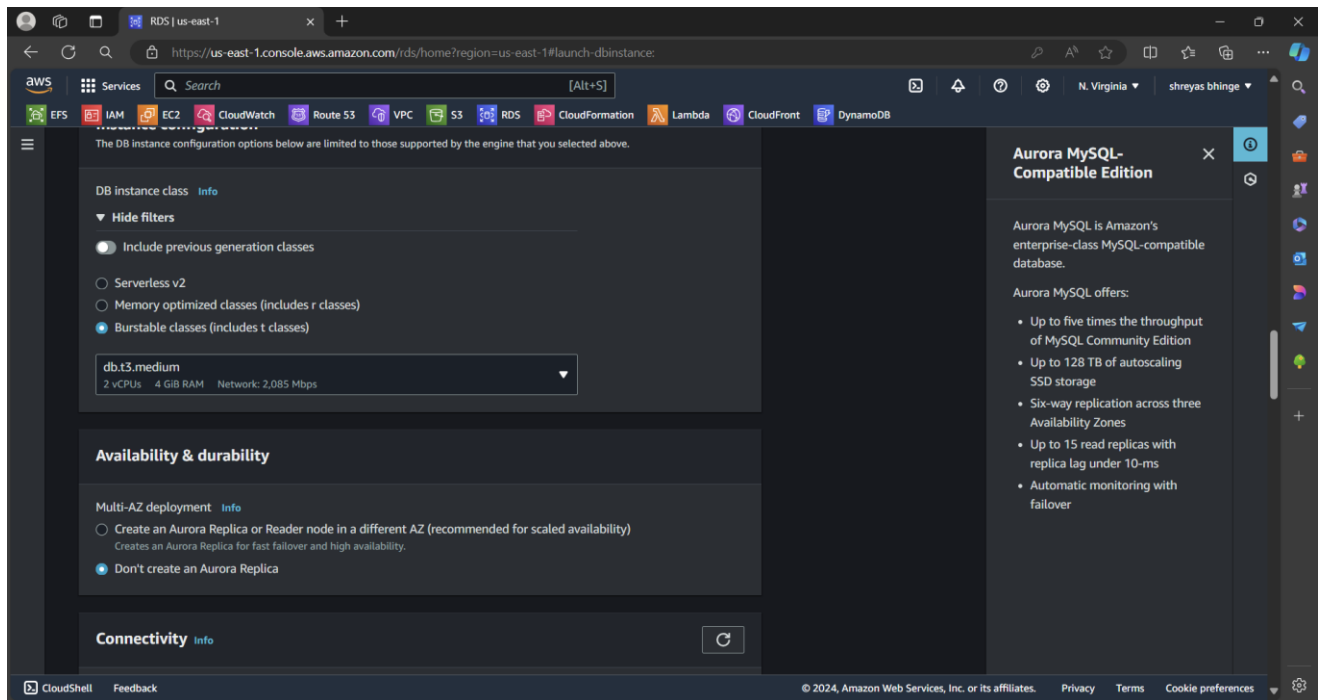 RDS | us-east-1
https://us-east-1.console.aws.amazon.com/rds/home?region=us-east-1#launch-dbinstance:
aws
Services
Search
[Alt+S]
N. Virginia
shreyas bhinge
EFS
IAM
EC2
CloudWatch
Route 53
VPC
S3
RDS
CloudFormation
Lambda
CloudFront
DynamoDB
Instance configuration
The DB instance configuration options below are limited to those supported by the engine that you selected above.
DB instance class Info
Hide filters
Include previous generation classes
Serverless v2
Memory optimized classes (includes r classes)
Burstable classes (includes t classes)
db.t3.medium
2 vCPUs 4 GiB RAM Network: 2,085 Mbps
Availability & durability
Multi-AZ deployment Info
Create an Aurora Replica or Reader node in a different AZ (recommended for scaled availability)
Creates an Aurora Replica for fast failover and high availability.
Don't create an Aurora Replica
Connectivity Info
Aurora MySQL-
Compatible Edition
Aurora MySQL is Amazon's
enterprise-class MySQL-compatible
database.
Aurora MySQL offers:
• Up to five times the throughput
of MySQL Community Edition
• Up to 128 TB of autoscaling
SSD storage
• Six-way replication across three
Availability Zones
• Up to 15 read replicas with
replica lag under 10-ms
• Automatic monitoring with
failover
CloudShell
Feedback
© 2024, Amazon Web Services, Inc. or its affiliates.
Privacy
Terms
Cookie preferences